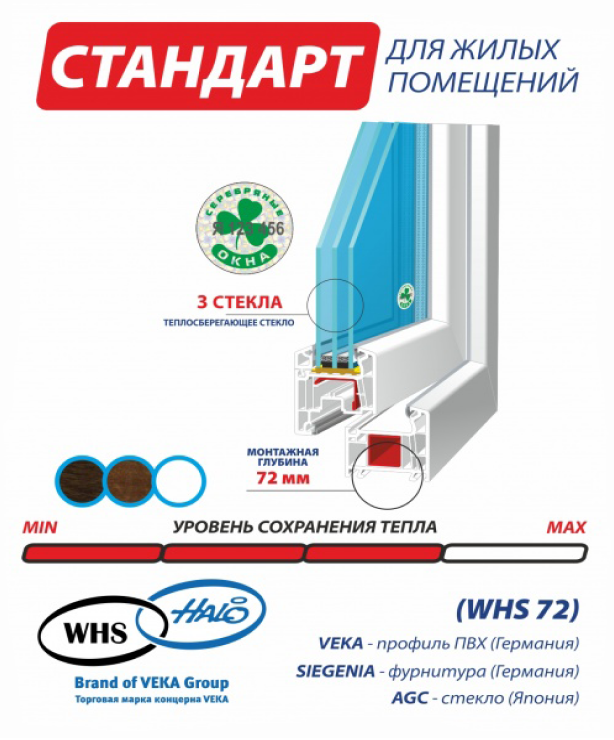 СТАНДАРТ
ДЛЯ ЖИЛЫХ
ПОМЕЩЕНИЙ
СЕРЕБРЯНЫЕ
Я 123456
ОКНА
3 СТЕКЛА
ТЕПЛОСБЕРЕГАЮЩЕЕ СТЕКЛО
МОНТАЖНАЯ
ГЛУБИНА
72 мм
MIN
УРОВЕНЬ СОХРАНЕНИЯ ТЕПЛА
MAX
WHS
HALO
Brand of VEKA Group
Торговая марка концерна VEKA
(WHS 72)
VEKA - профиль ПВХ (Германия)
SIEGENIA - фурнитура (Германия)
AGC - стекло (Япония)